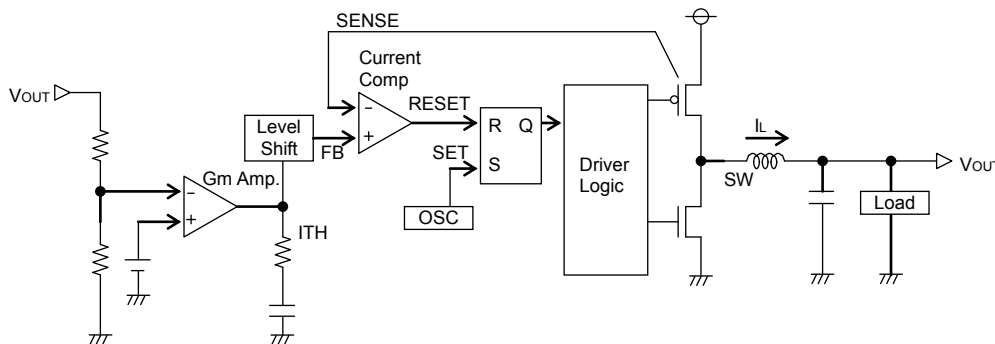 SENSE
Current
Comp
VOUT
RESET
Level
Shift
FB
R Q
S
SET
OSC
Gm Amp.
ITH
Driver
Logic
IL
SW
VOUT
Load